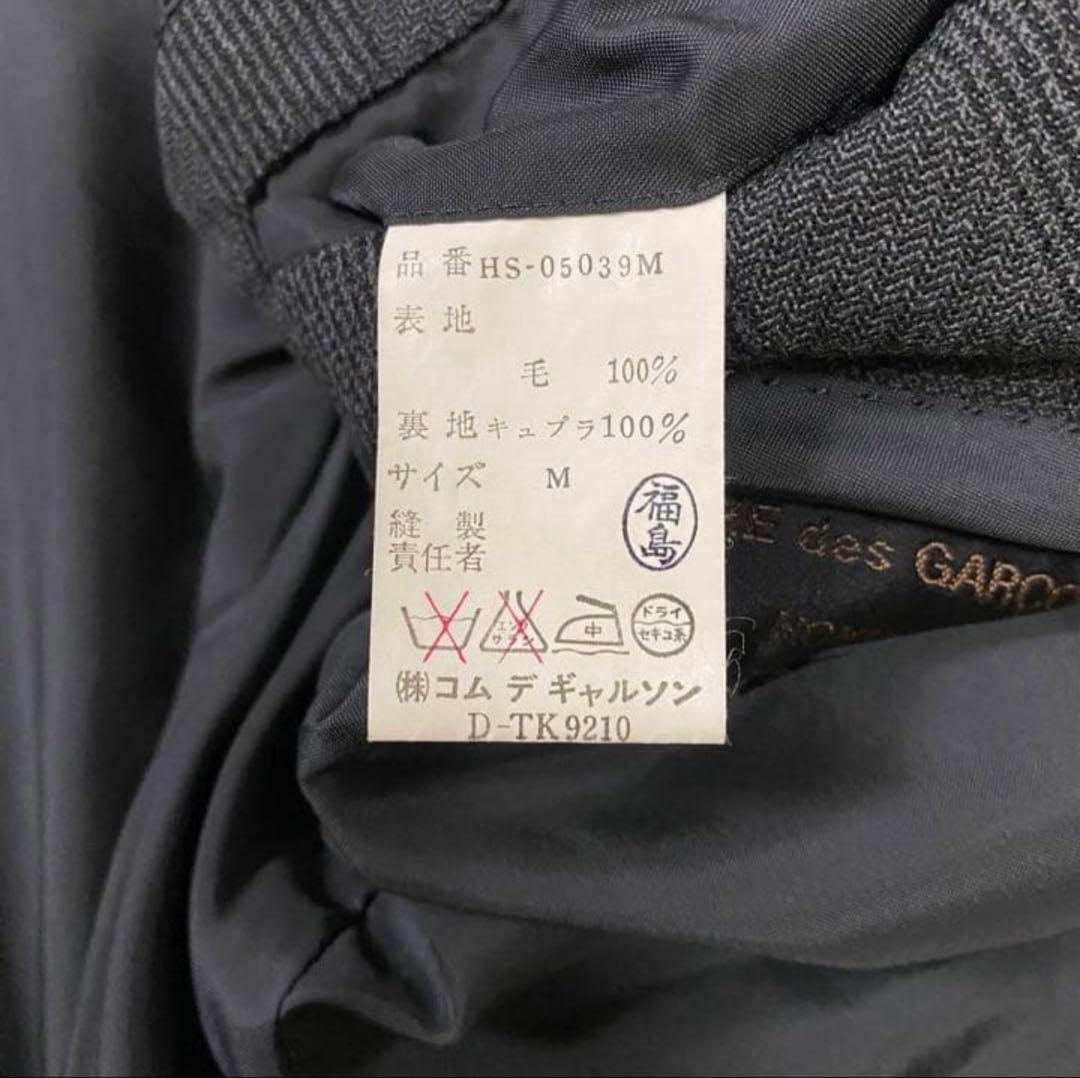 品番 HS-05039M
表地
毛 100%
裏地 キュプラ100%
サイズ M
縫製
責任者
福島
エンソ サラシ
中
ドライ
セキユ系
㈱コム デ ギャルソン
D-TK9210
des GARCO